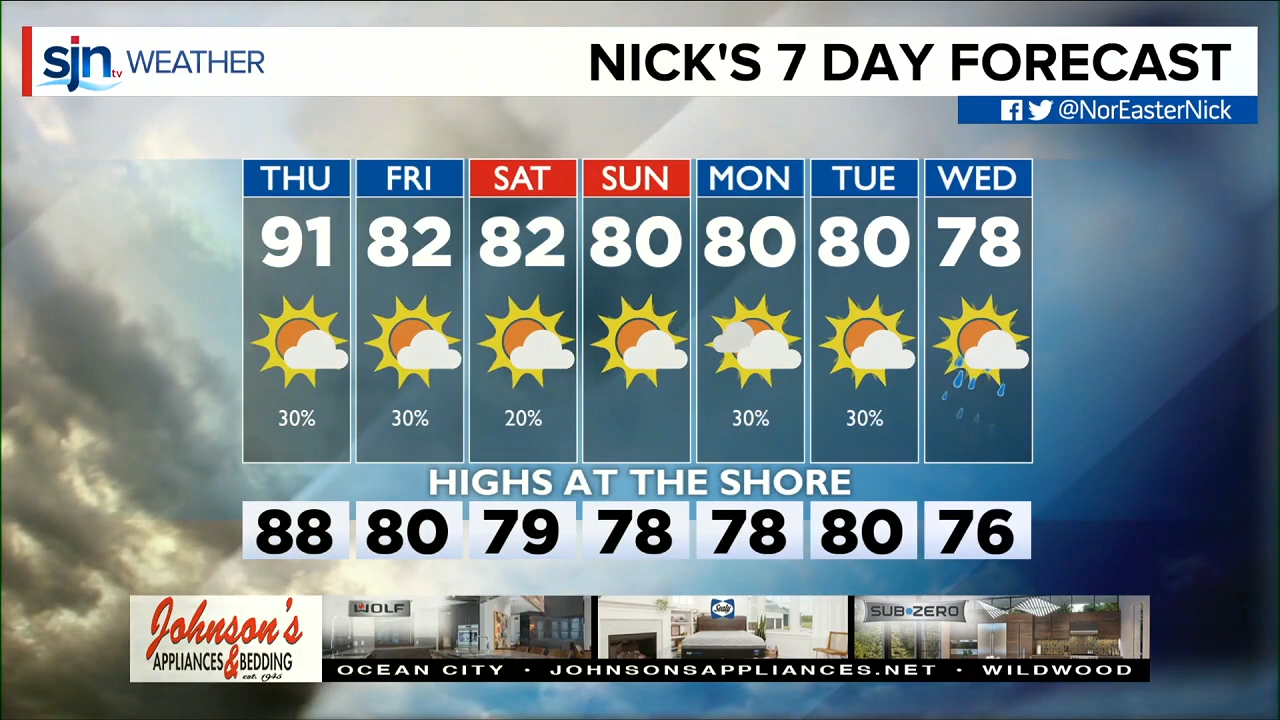 sjn tv WEATHER
NICK'S 7 DAY FORECAST
@NorEasterNick
THU FRI SAT SUN MON TUE WED
91 82 82 80 80 80 78
30% 30% 20% 30% 30%
HIGHS AT THE SHORE
88 80 79 78 78 80 76
Johnson's
APPLIANCES & BEDDING
est. 1945
WOLF
Sealy
SUB-ZERO
OCEAN CITY • JOHNSONSAPPLIANCES.NET • WILDWOOD